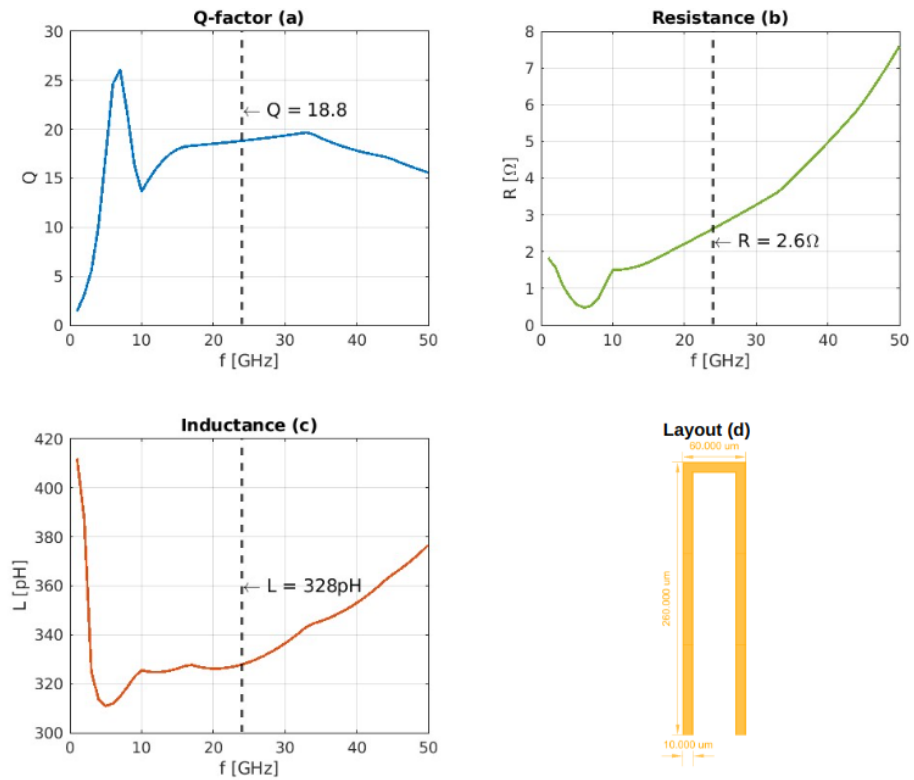 Q-factor (a)
30
25
20
15
10
5
0
Q
← Q = 18.8
0 10 20 30 40 50
f [GHz]
Resistance (b)
8
7
6
5
4
3
2
1
0
R [Ω]
← R = 2.6Ω
0 10 20 30 40 50
f [GHz]
Inductance (c)
420
400
380
360
340
320
300
L [pH]
← L = 328pH
0 10 20 30 40 50
f [GHz]
Layout (d)
60.000 um
260.000 um
10.000 um